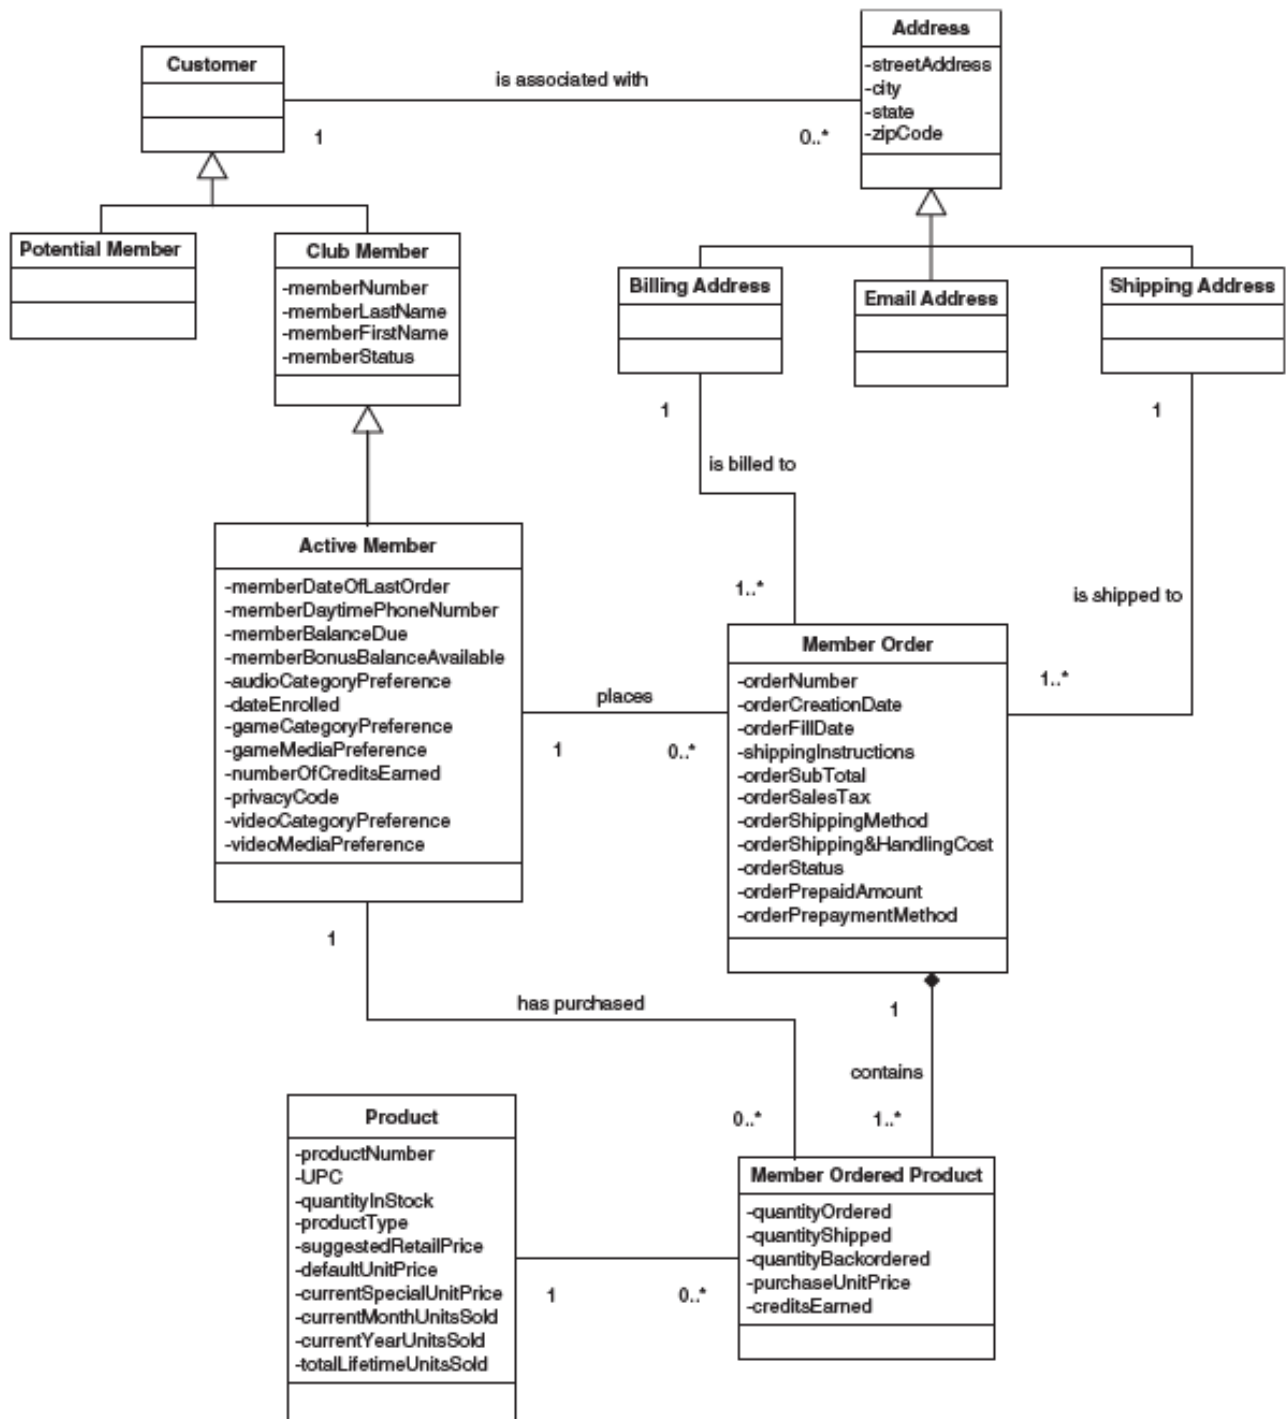 Customer
is associated with
1
0..*
Address
-streetAddress
-city
-state
-zipCode
Potential Member
Club Member
-memberNumber
-memberLastName
-memberFirstName
-memberStatus
Billing Address
Email Address
Shipping Address
1
is billed to
1..*
1
is shipped to
1..*
Active Member
-memberDateOfLastOrder
-memberDaytimePhoneNumber
-memberBalanceDue
-memberBonusBalanceAvailable
-audioCategoryPreference
-dateEnrolled
-gameCategoryPreference
-gameMediaPreference
-numberOfCreditsEarned
-privacyCode
-videoCategoryPreference
-videoMediaPreference
places
1
0..*
Member Order
-orderNumber
-orderCreationDate
-orderFillDate
-shippingInstructions
-orderSubTotal
-orderSalesTax
-orderShippingMethod
-orderShipping&HandlingCost
-orderStatus
-orderPrepaidAmount
-orderPrepaymentMethod
1
has purchased
0..*
1
contains
1..*
Product
-productNumber
-UPC
-quantityInStock
-productType
-suggestedRetailPrice
-defaultUnitPrice
-currentSpecialUnitPrice
-currentMonthUnitsSold
-currentYearUnitsSold
-totalLifetimeUnitsSold
1
0..*
Member Ordered Product
-quantityOrdered
-quantityShipped
-quantityBackordered
-purchaseUnitPrice
-creditsEarned